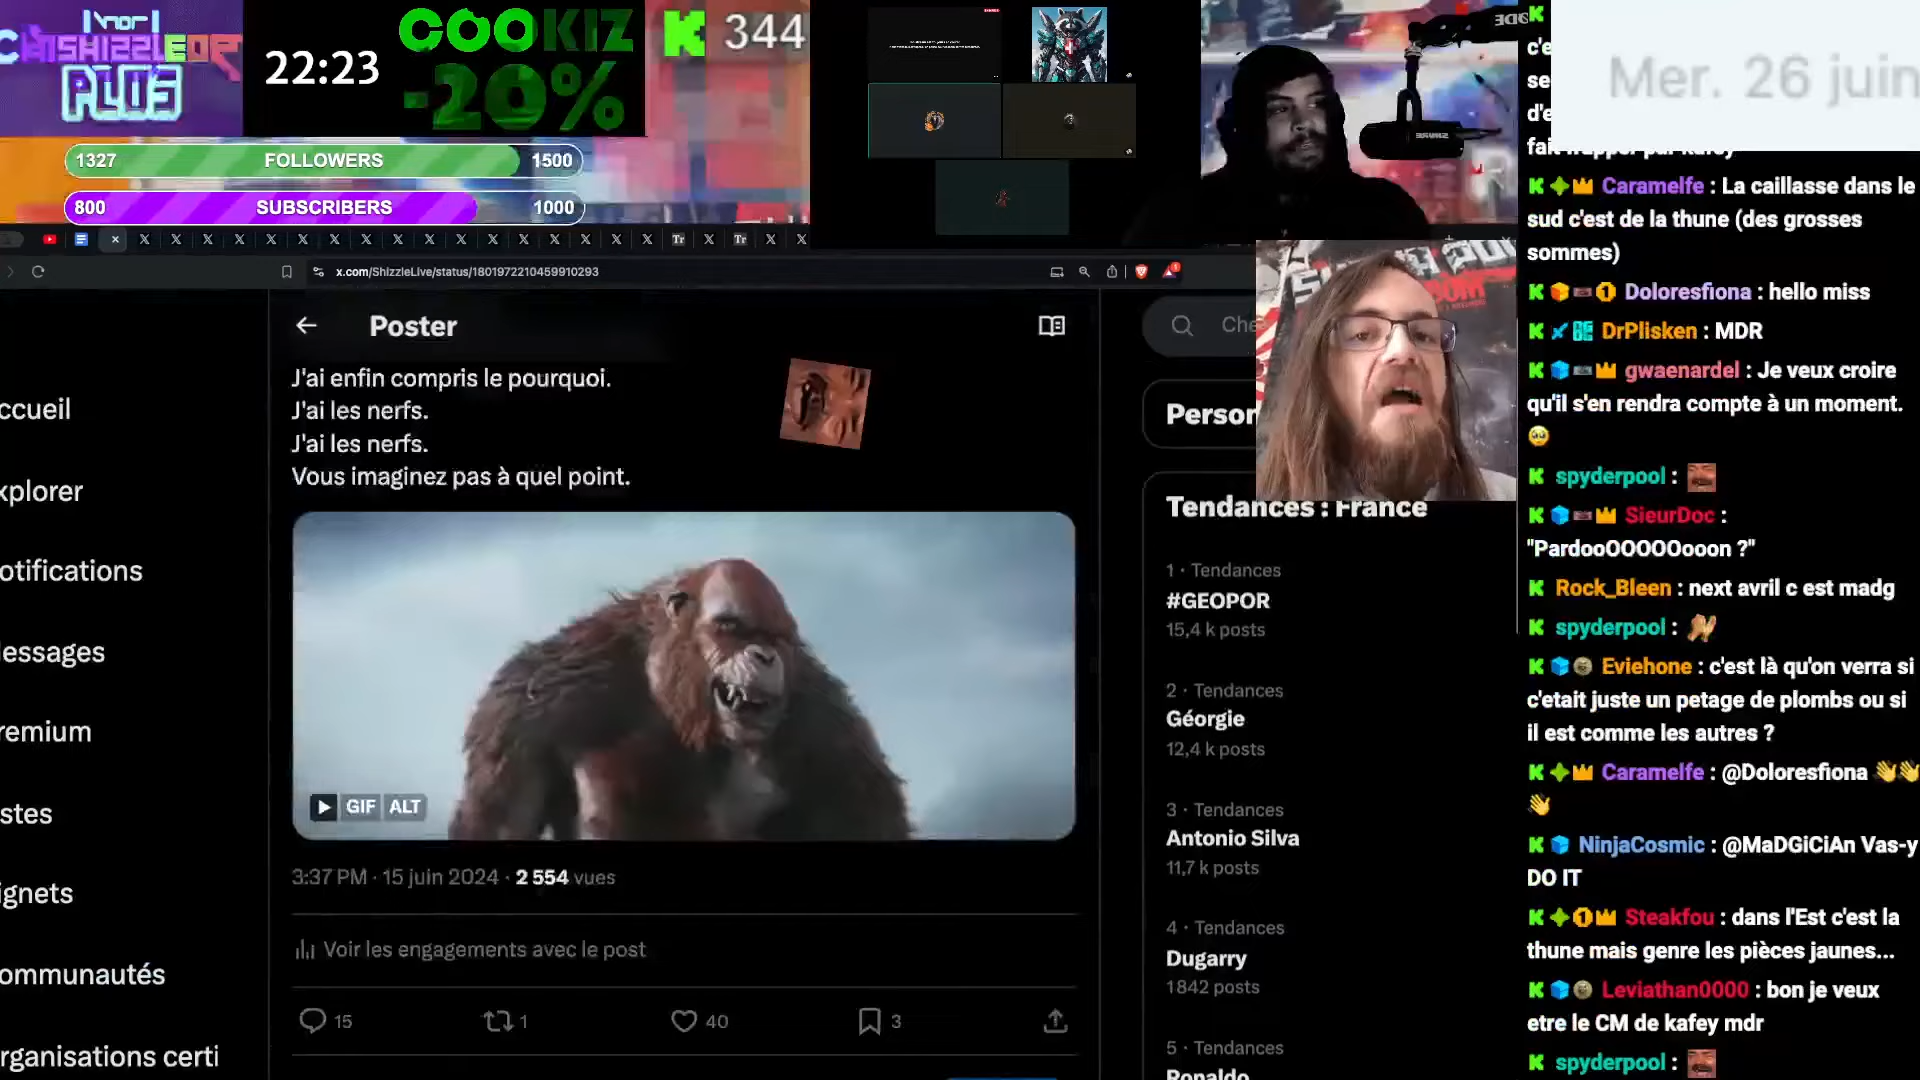 SHIZZLEOR
PLUS
22:23
COOKIZ
-20%
344
1327 FOLLOWERS 1500
800 SUBSCRIBERS 1000
x.com/ShizzleLive/status/1801972210459910293
Poster
J'ai enfin compris le pourquoi.
J'ai les nerfs.
J'ai les nerfs.
Vous imaginez pas à quel point.
GIF ALT
3:37 PM · 15 juin 2024 · 2 554 vues
Voir les engagements avec le post
15 1 40 3
ccueil
xplorer
otifications
lessages
remium
stes
ignets
ommunautés
rganisations certi
Che
Person
Tendances : France
1 · Tendances
#GEOPOR
15,4 k posts
2 · Tendances
Géorgie
12,4 k posts
3 · Tendances
Antonio Silva
11,7 k posts
4 · Tendances
Dugarry
1 842 posts
5 · Tendances
Ronaldo
Mer. 26 juin
c'e
se
d'e
Caramelfe : La caillasse dans le
sud c'est de la thune (des grosses
sommes)
Doloresfiona : hello miss
DrPlisken : MDR
gwaenardel : Je veux croire
qu'il s'en rendra compte à un moment.
🥹
spyderpool :
SieurDoc :
"PardooOOOOOooon ?"
Rock_Bleen : next avril c est madg
spyderpool :
Eviehone : c'est là qu'on verra si
c'etait juste un petage de plombs ou si
il est comme les autres ?
Caramelfe : @Doloresfiona 👋👋
👋
NinjaCosmic : @MaDGiCiAn Vas-y
DO IT
Steakfou : dans l'Est c'est la
thune mais genre les pièces jaunes...
Leviathan0000 : bon je veux
etre le CM de kafey mdr
spyderpool :